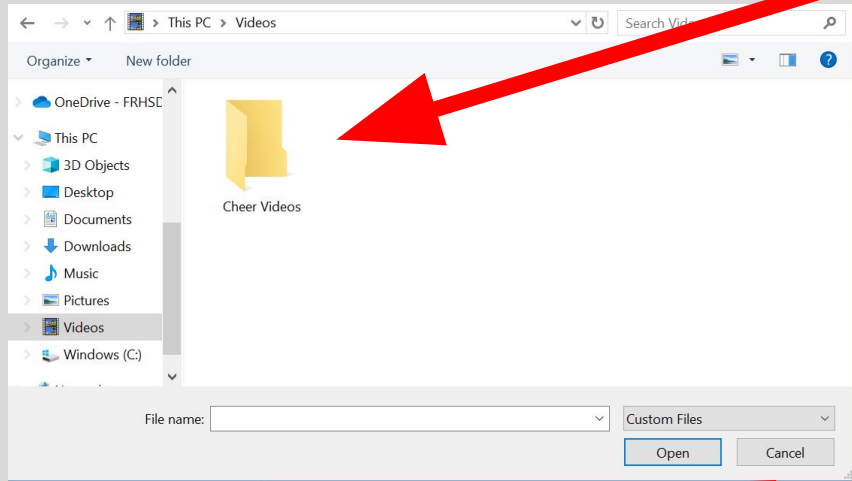 This PC > Videos
Search
Organize
New folder
OneDrive - FRHSD
This PC
3D Objects
Desktop
Documents
Downloads
Music
Pictures
Videos
Windows (C:)
Cheer Videos
File name:
Custom Files
Open
Cancel